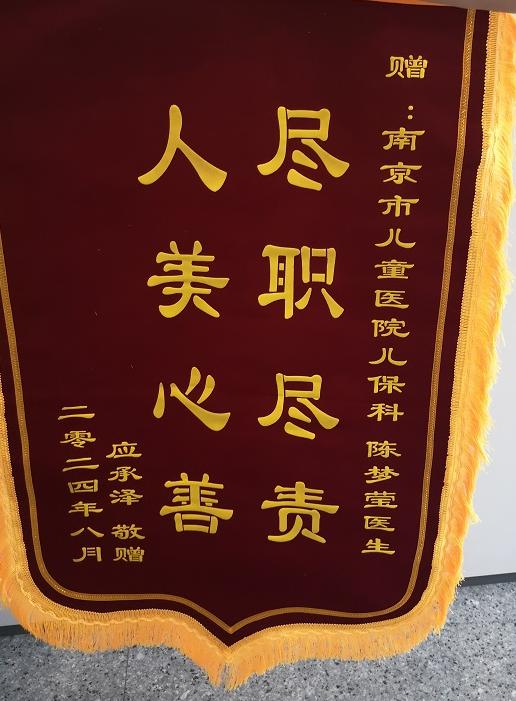 赠：南京市儿童医院儿保科 陈梦莹医生
尽职尽责
人美心善
应承泽 敬赠
二零二四年八月